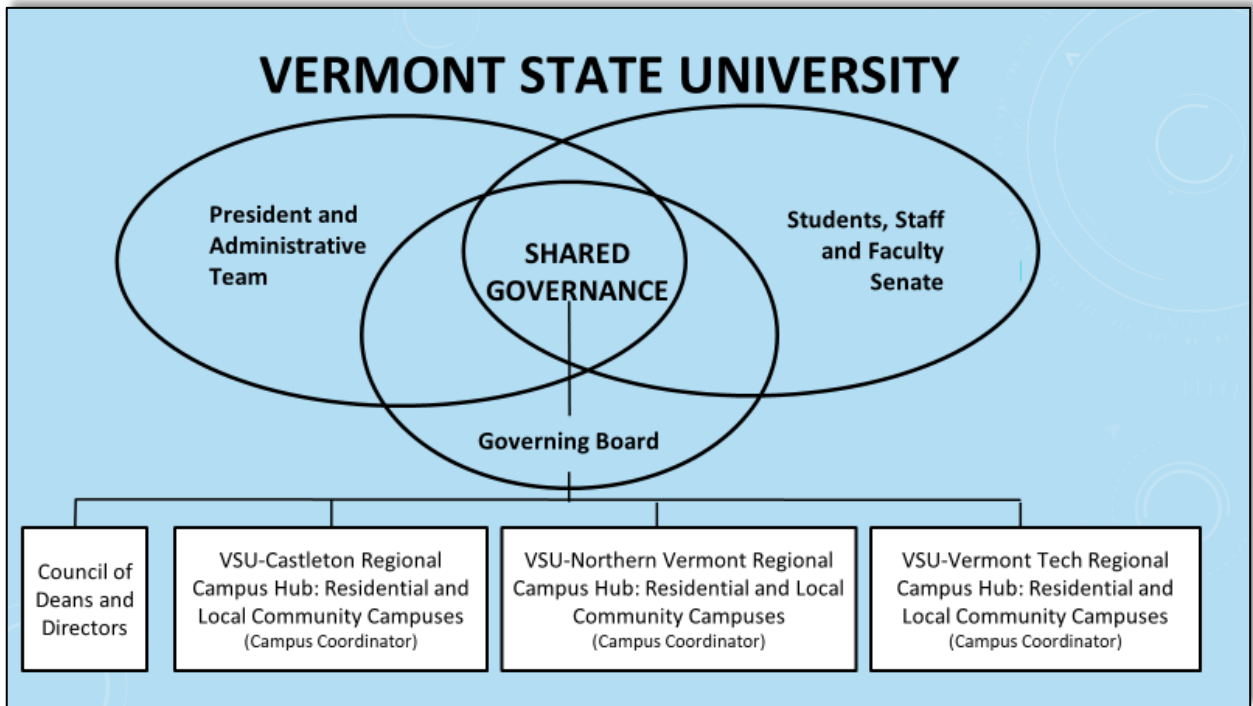 VERMONT STATE UNIVERSITY
President and
Administrative
Team
Students, Staff
and Faculty
Senate
SHARED
GOVERNANCE
Governing Board
Council of
Deans and
Directors
VSU-Castleton Regional
Campus Hub: Residential and
Local Community Campuses
(Campus Coordinator)
VSU-Northern Vermont Regional
Campus Hub: Residential and Local
Community Campuses
(Campus Coordinator)
VSU-Vermont Tech Regional
Campus Hub: Residential and
Local Community Campuses
(Campus Coordinator)